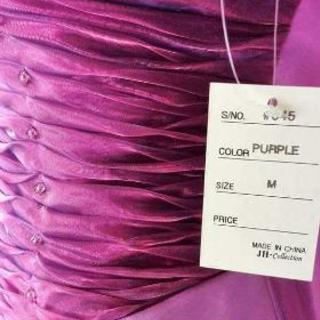 S/NO.
COLOR PURPLE
SIZE M
PRICE
MADE IN CHINA
JH-Collection